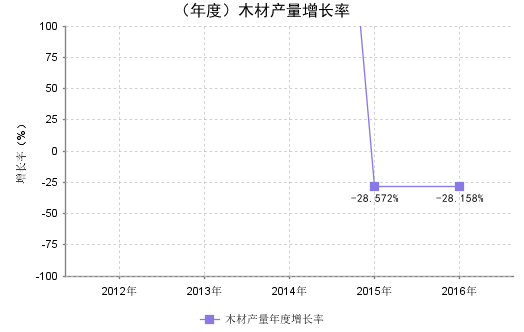 （年度）木材产量增长率
100
75
50
25
0
-25
-50
-75
-100
增长率（%）
-28.572%
-28.158%
2012年
2013年
2014年
2015年
2016年
木材产量年度增长率